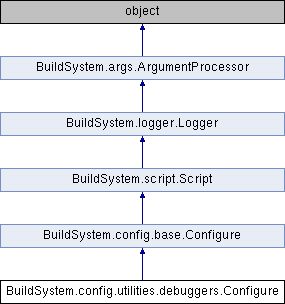 object
BuildSystem.args.ArgumentProcessor
BuildSystem.logger.Logger
BuildSystem.script.Script
BuildSystem.config.base.Configure
BuildSystem.config.utilities.debuggers.Configure